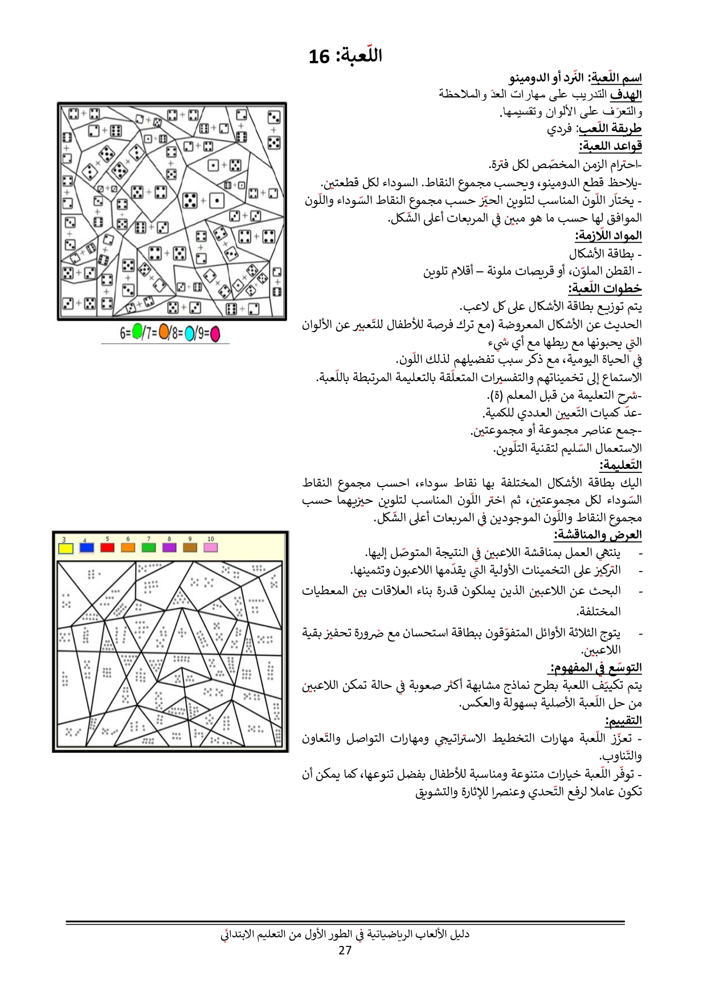 اللّعبة: 16
اسم اللّعبة: النّرد أو الدومينو
الهدف التدريب على مهارات العدّ والملاحظة
والتعرّف على الألوان وتقسيمها.
طريقة اللّعب: فردي
قواعد اللعبة:
-احترام الزمن المخصّص لكل فترة.
-يلاحظ قطع الدومينو، ويحسب مجموع النقاط. السوداء لكل قطعتين.
- يختاّر اللّون المناسب لتلوين الحيّز حسب مجموع النقاط السّوداء واللّون
الموافق لها حسب ما هو مبين في المربعات أعلى الشّكل.
المواد اللّازمة:
- بطاقة الأشكال
- القطن الملوّن، أو قريصات ملونة – أقلام تلوين
خطوات اللّعبة:
يتم توزيع بطاقة الأشكال على كل لاعب.
الحديث عن الأشكال المعروضة (مع ترك فرصة للأطفال للتّعبير عن الألوان
التي يحبونها مع ربطها مع أي شيء
في الحياة اليومية، مع ذكر سبب تفضيلهم لذلك اللّون.
الاستماع إلى تخميناتهم والتفسيرات المتعلّقة بالتعليمة المرتبطة باللّعبة.
-شرح التعليمة من قبل المعلم (ة).
-عدّ كميات التّعيين العددي للكمية.
-جمع عناصر مجموعة أو مجموعتين.
الاستعمال السّليم لتقنية التلّوين.
التّعليمة:
اليك بطاقة الأشكال المختلفة بها نقاط سوداء، احسب مجموع النقاط
السّوداء لكل مجموعتين، ثم اختر اللّون المناسب لتلوين حيزيهما حسب
مجموع النقاط واللّون الموجودين في المربعات أعلى الشّكل.
العرض والمناقشة:
- ينتهي العمل بمناقشة اللاعبين في النتيجة المتوصّل إليها.
- التركيز على التخمينات الأولية التي يقدّمها اللاعبون وتثمينها.
- البحث عن اللاعبين الذين يملكون قدرة بناء العلاقات بين المعطيات
المختلفة.
- يتوج الثلاثة الأوائل المتفوّقون ببطاقة استحسان مع ضرورة تحفيز بقية
اللاعبين.
التوسّع في المفهوم:
يتم تكييّف اللعبة بطرح نماذج مشابهة أكثر صعوبة في حالة تمكن اللاعبين
من حل اللّعبة الأصلية بسهولة والعكس.
التقييم:
- تعزّز اللّعبة مهارات التخطيط الاستراتيجي ومهارات التواصل والتّعاون
والتّناوب.
- توفّر اللّعبة خيارات متنوعة ومناسبة للأطفال بفضل تنوعها، كما يمكن أن
تكون عاملا لرفع التّحدي وعنصرا للإثارة والتشويق
6= /7= /8= /9=
3 4 5 6 7 8 9 10
دليل الألعاب الرياضياتية في الطور الأول من التعليم الابتدائي
27